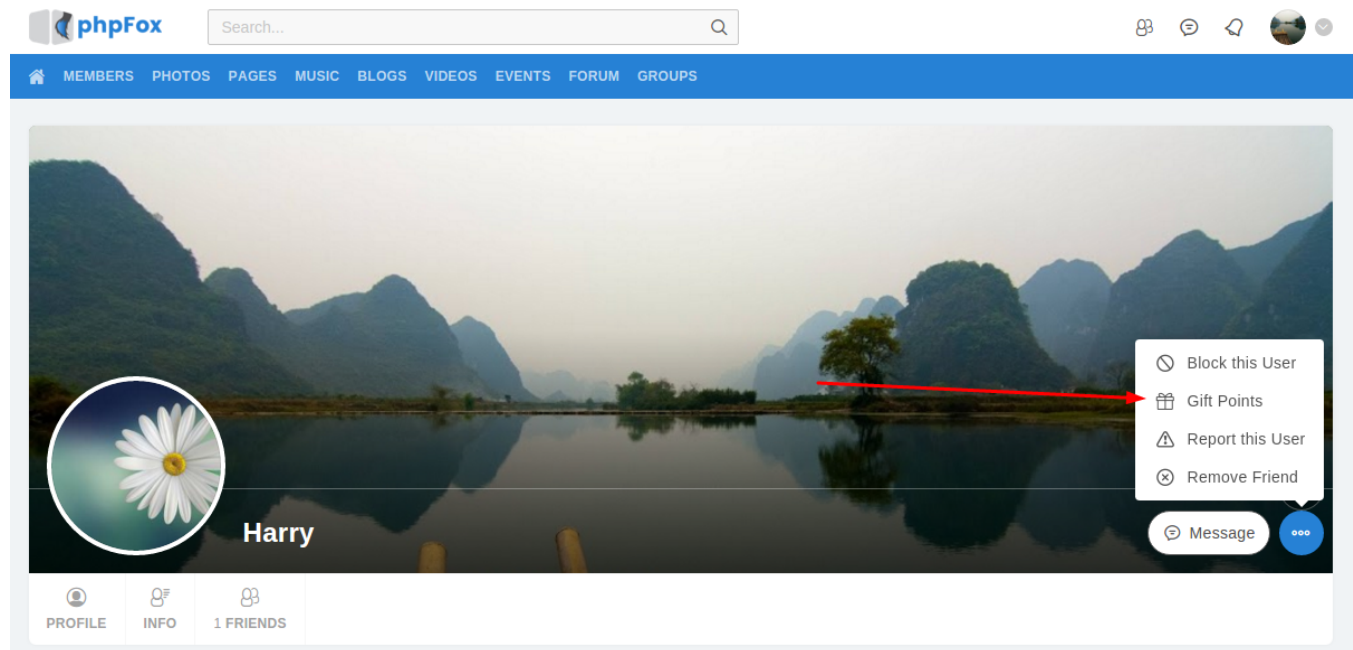 phpFox
Search...
MEMBERS PHOTOS PAGES MUSIC BLOGS VIDEOS EVENTS FORUM GROUPS
Block this User
Gift Points
Report this User
Remove Friend
Harry
Message
PROFILE INFO 1 FRIENDS